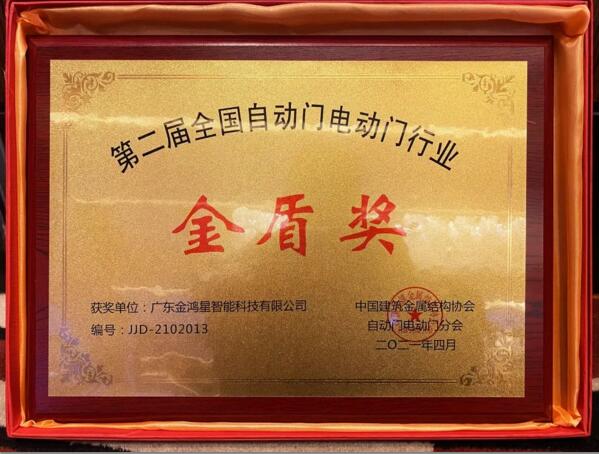 第二届全国自动门电动门行业
金盾奖
获奖单位：广东金鸿星智能科技有限公司
编号：JJD-2102013
中国建筑金属结构协会
自动门电动门分会
二〇二一年四月